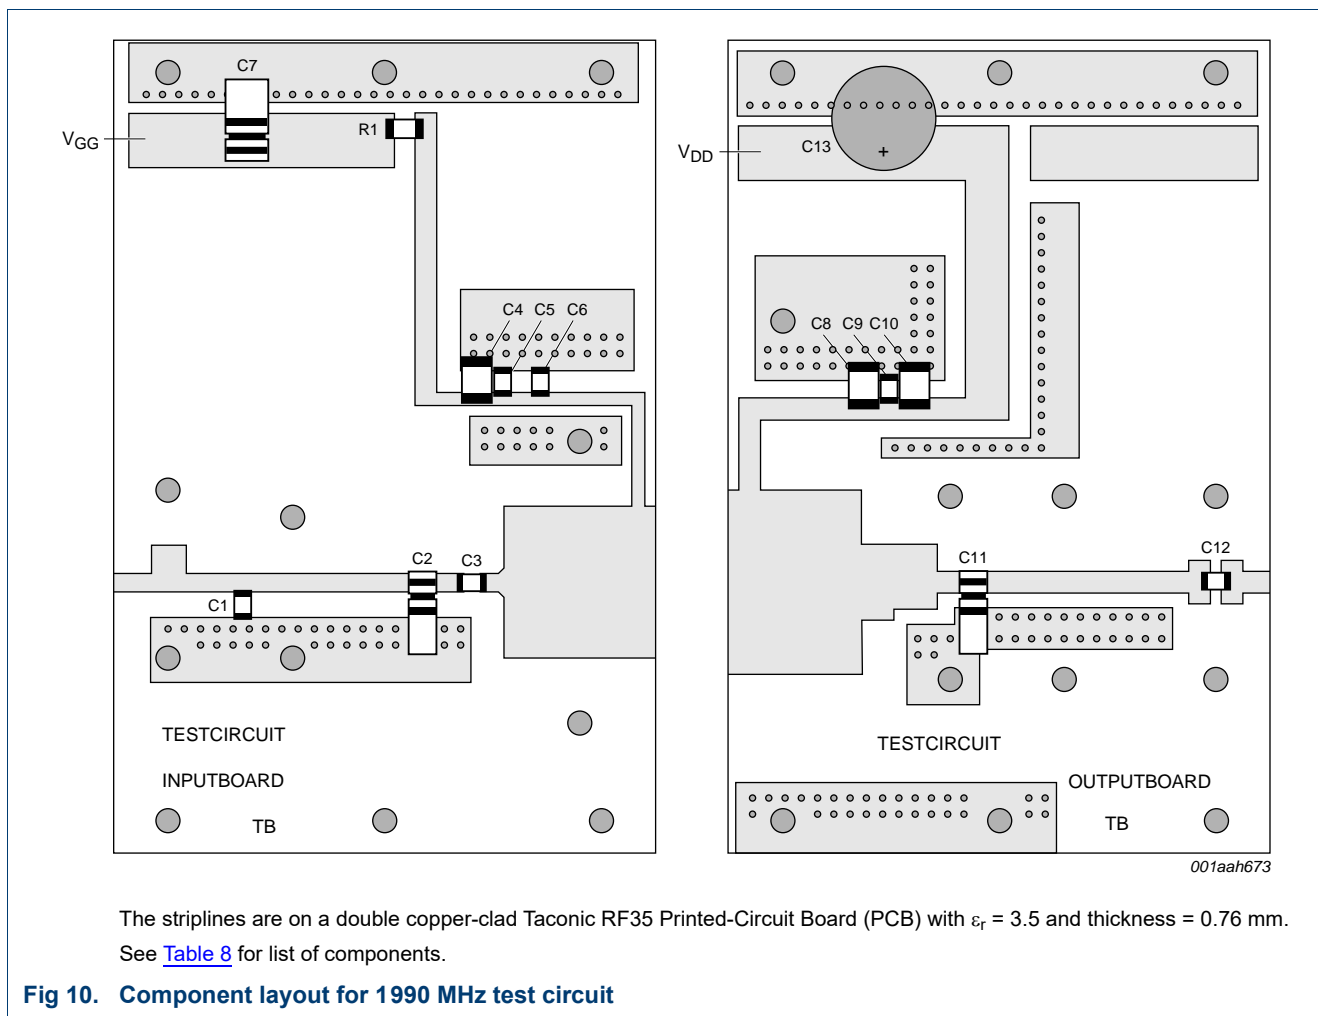 C7
R1
V_GG
C4 C5 C6
C2 C3
C1
TESTCIRCUIT
INPUTBOARD
TB
C13
V_DD
C8 C9 C10
C11
C12
TESTCIRCUIT
OUTPUTBOARD
TB
001aah673
The striplines are on a double copper-clad Taconic RF35 Printed-Circuit Board (PCB) with ε_r = 3.5 and thickness = 0.76 mm.
See Table 8 for list of components.
Fig 10. Component layout for 1990 MHz test circuit